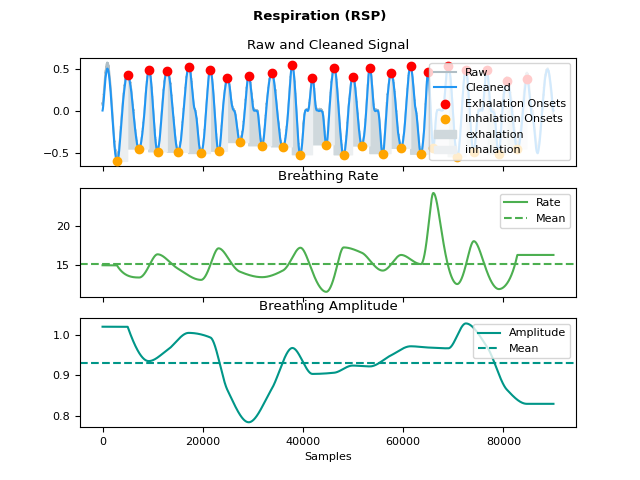 Respiration (RSP)
Raw and Cleaned Signal
0.5
0.0
−0.5
Raw
Cleaned
Exhalation Onsets
Inhalation Onsets
exhalation
inhalation
Breathing Rate
20
15
Rate
Mean
Breathing Amplitude
1.0
0.9
0.8
Amplitude
Mean
0 20000 40000 60000 80000
Samples